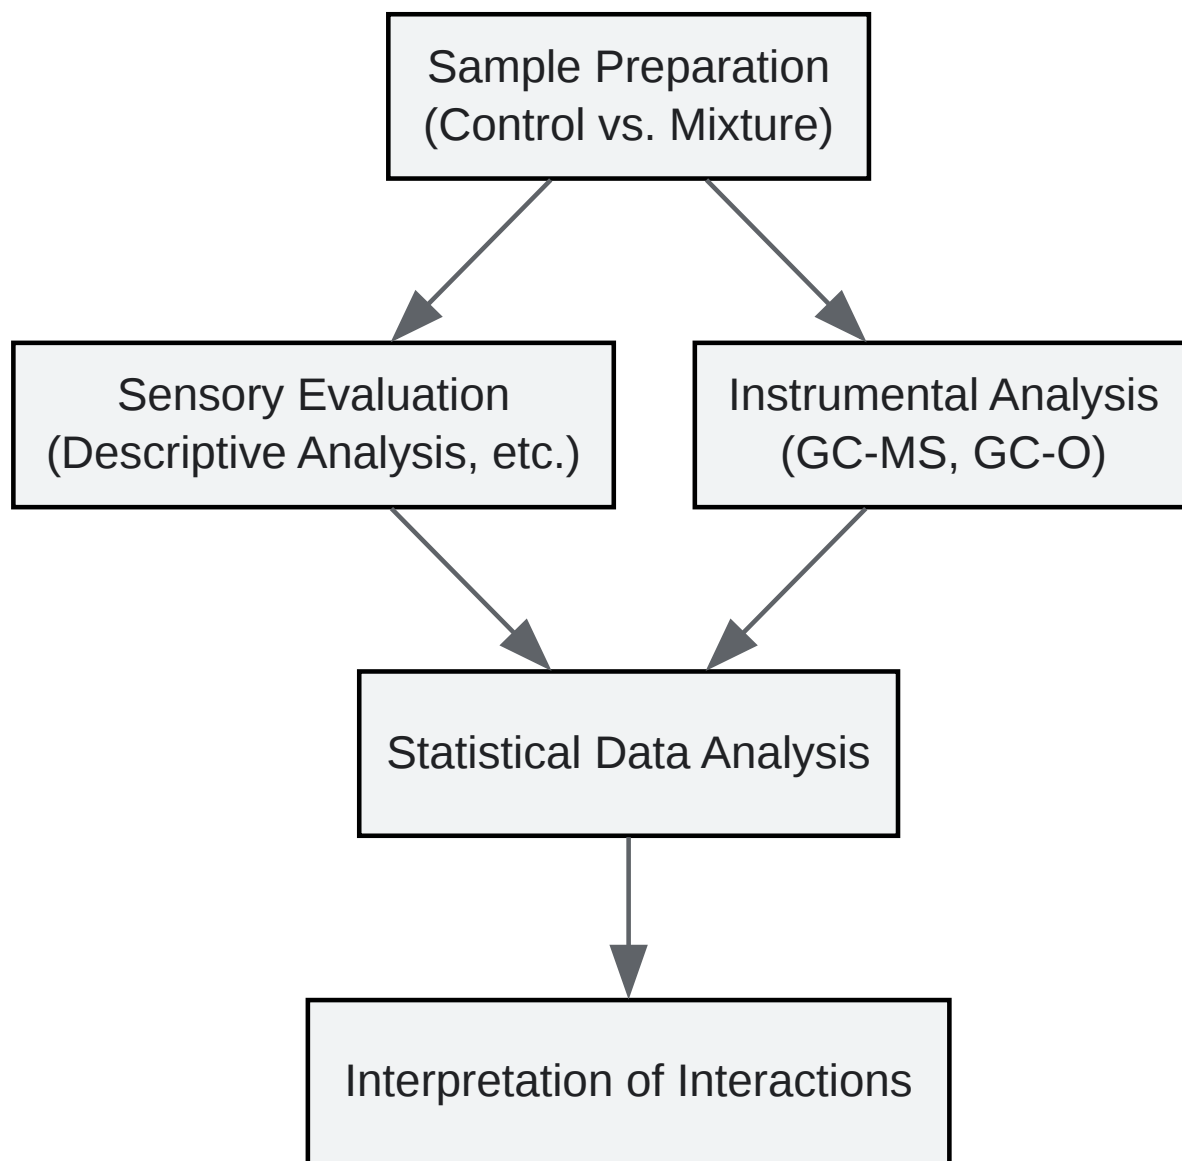 Sample Preparation
(Control vs. Mixture)
Sensory Evaluation
(Descriptive Analysis, etc.)
Instrumental Analysis
(GC-MS, GC-O)
Statistical Data Analysis
Interpretation of Interactions